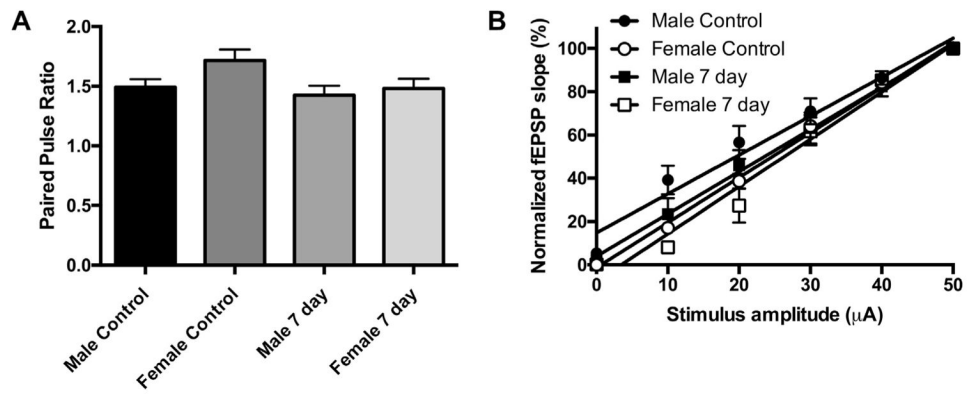 A
Paired Pulse Ratio
2.0
1.5
1.0
0.5
0.0
Male Control
Female Control
Male 7 day
Female 7 day
B
Normalized fEPSP slope (%)
100
80
60
40
20
0
Male Control
Female Control
Male 7 day
Female 7 day
0 10 20 30 40 50
Stimulus amplitude (μA)